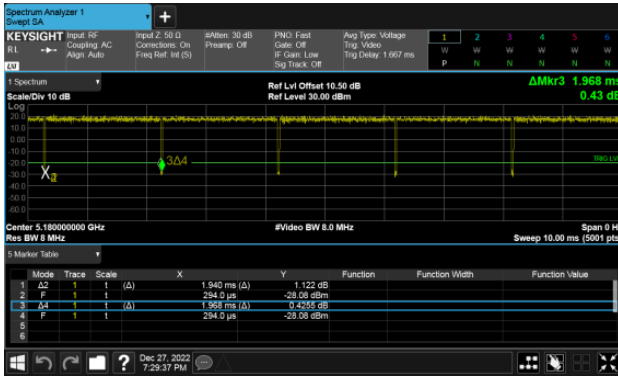 Spectrum Analyzer 1
Swept SA
+
KEYSIGHT Input: RF Input Z: 50 Ω #Atten: 30 dB PNO: Fast Avg Type: Voltage 1 2 3 4 5 6
RL Coupling: AC Corrections: On Preamp: Off Gate: Off Trig: Video W W W W W W
Align: Auto Freq Ref: Int (S) IF Gain: Low Trig Delay: 1.667 ms P N N N N N
LXI Sig Track: Off
1 Spectrum Ref Lvl Offset 10.50 dB ΔMkr3 1.968 ms
Scale/Div 10 dB Ref Level 30.00 dBm 0.43 dB
Log
20.0
10.0
0.00
-10.0
-20.0 3Δ4 TRIG LVL
-30.0 X
-40.0
-50.0
-60.0
Center 5.180000000 GHz #Video BW 8.0 MHz Span 0 H
Res BW 8 MHz Sweep 10.00 ms (5001 pts
5 Marker Table
Mode Trace Scale X Y Function Function Width Function Value
1 Δ2 1 t (Δ) 1.940 ms (Δ) 1.122 dB
2 F 1 t 294.0 µs -28.08 dBm
3 Δ4 1 t (Δ) 1.968 ms (Δ) 0.4255 dB
4 F 1 t 294.0 µs -28.08 dBm
5
6
? Dec 27, 2022
7:29:37 PM